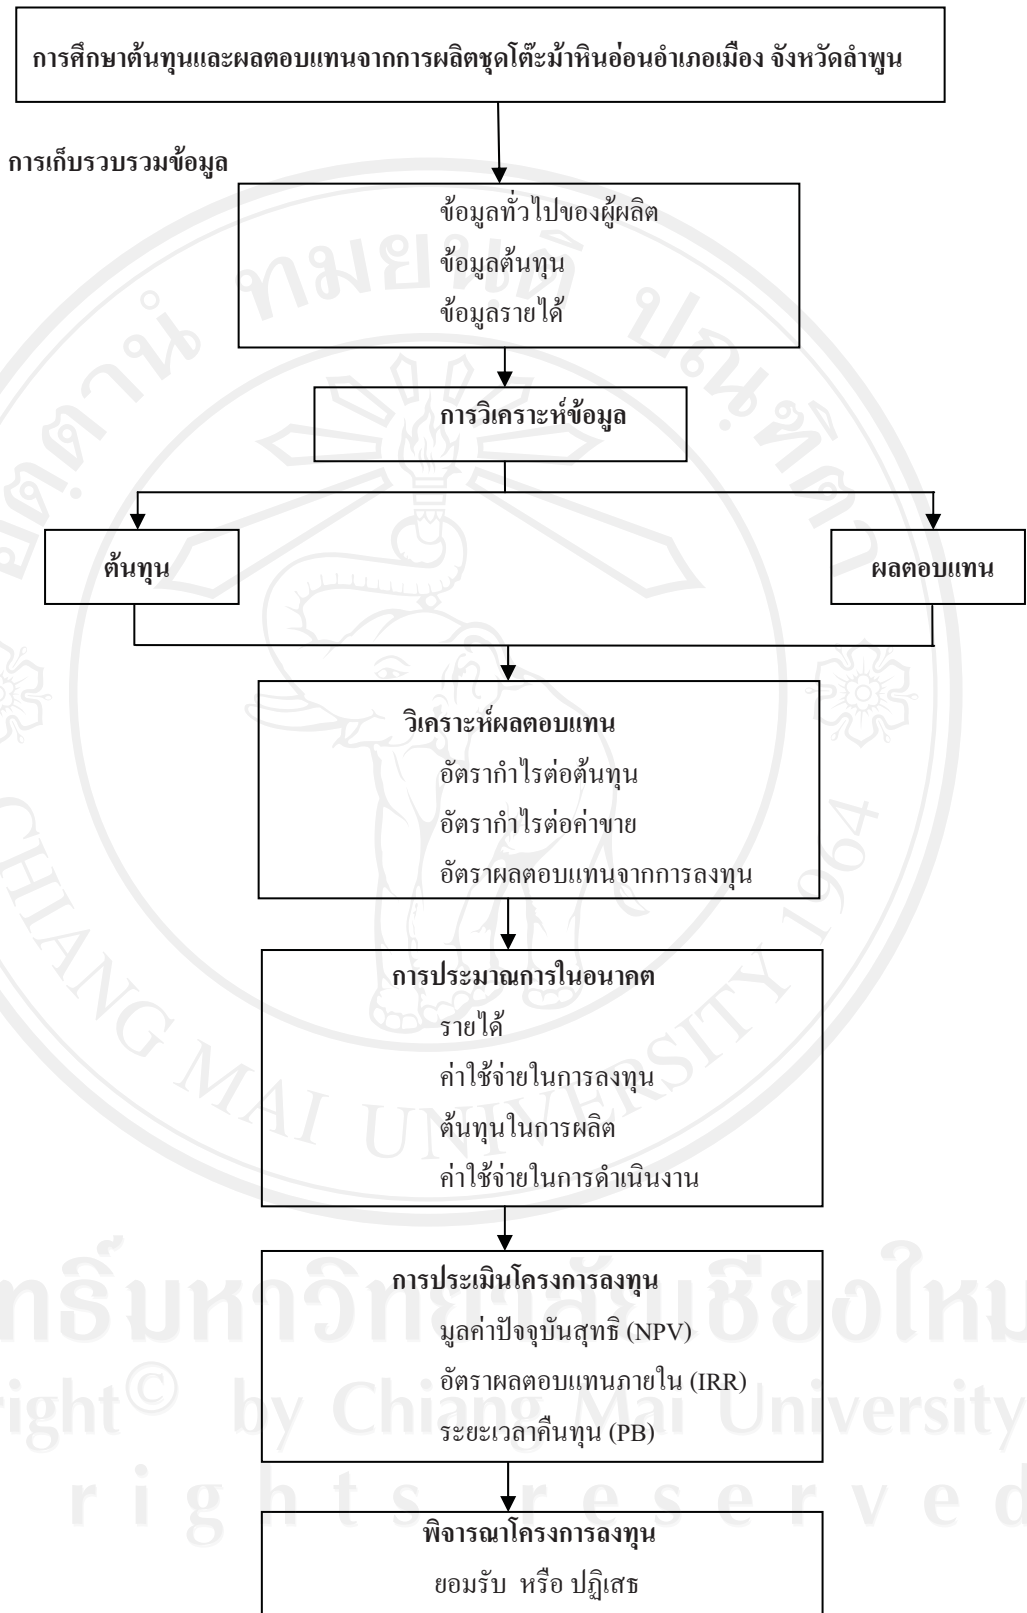 การศึกษาต้นทุนและผลตอบแทนจากการผลิตชุดโต๊ะม้าหินอ่อนอำเภอเมือง จังหวัดลำพูน
การเก็บรวบรวมข้อมูล
ข้อมูลทั่วไปของผู้ผลิต
ข้อมูลต้นทุน
ข้อมูลรายได้
การวิเคราะห์ข้อมูล
ต้นทุน
ผลตอบแทน
วิเคราะห์ผลตอบแทน
อัตรากำไรต่อต้นทุน
อัตรากำไรต่อค่าขาย
อัตราผลตอบแทนจากการลงทุน
การประมาณการในอนาคต
รายได้
ค่าใช้จ่ายในการลงทุน
ต้นทุนในการผลิต
ค่าใช้จ่ายในการดำเนินงาน
การประเมินโครงการลงทุน
มูลค่าปัจจุบันสุทธิ (NPV)
อัตราผลตอบแทนภายใน (IRR)
ระยะเวลาคืนทุน (PB)
พิจารณาโครงการลงทุน
ยอมรับ หรือ ปฏิเสธ
CHIANG MAI UNIVERSITY 1964
by Chiang Mai University
rights reserved